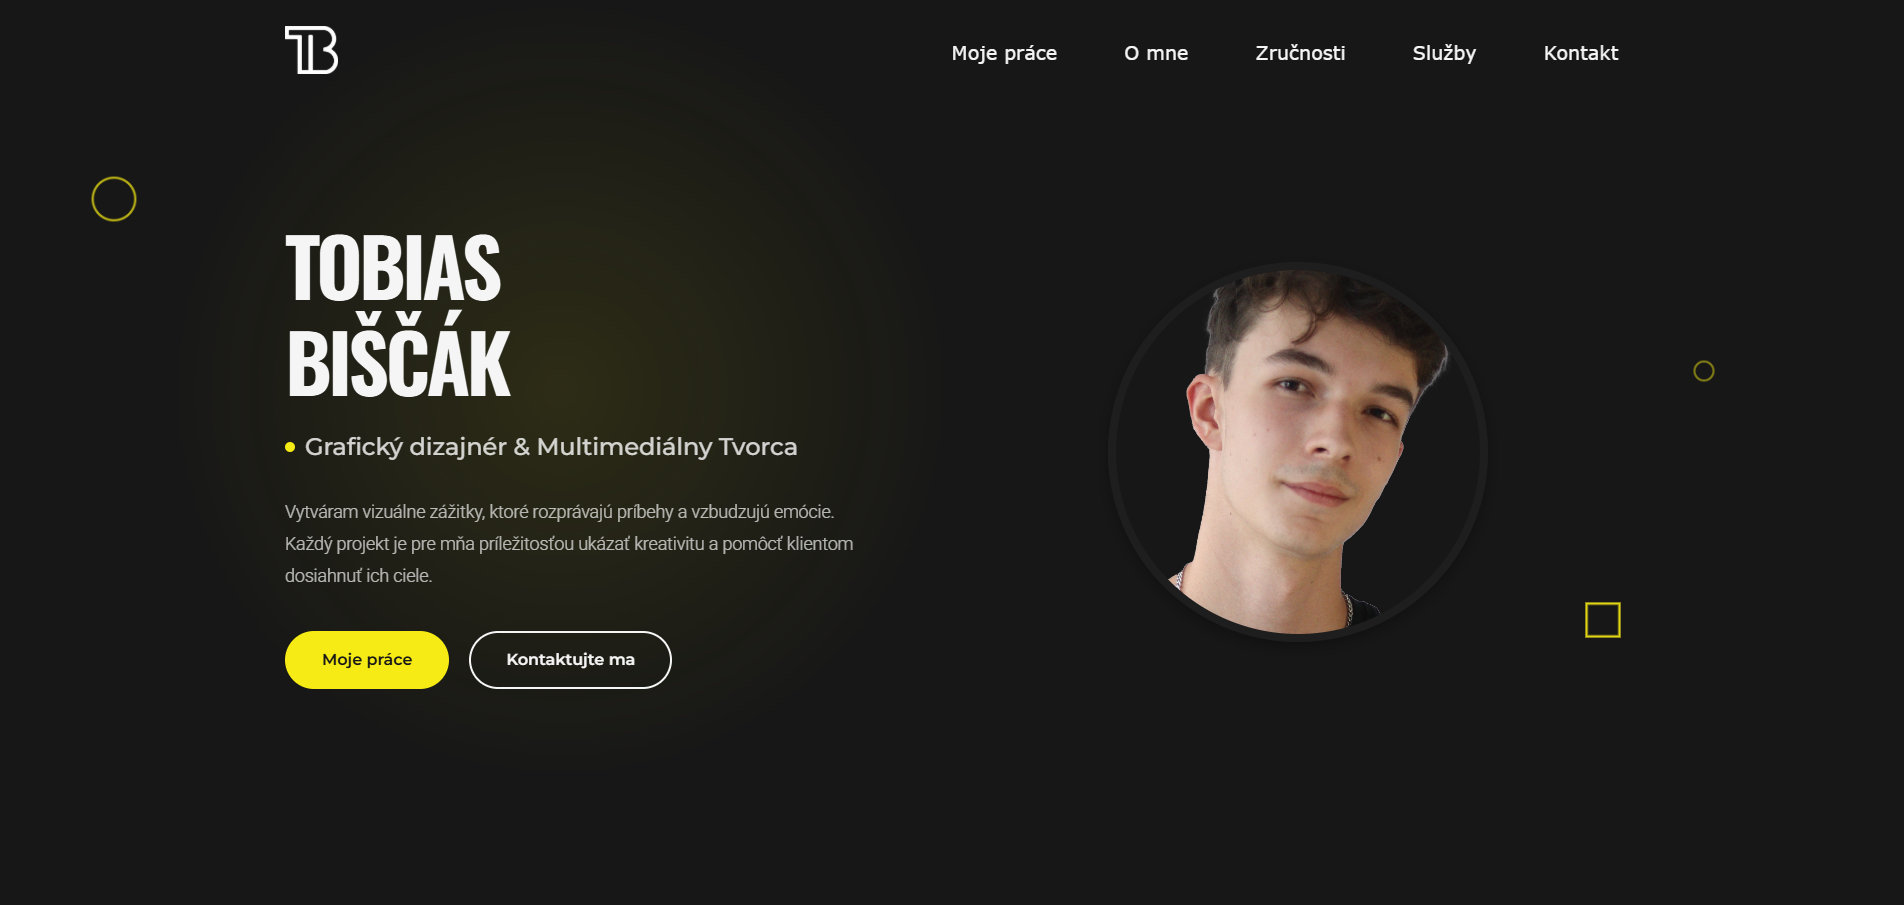 TB
Moje práce
O mne
Zručnosti
Služby
Kontakt
TOBIAS
BIŠČÁK
Grafický dizajnér & Multimediálny Tvorca
Vytváram vizuálne zážitky, ktoré rozprávajú príbehy a vzbudzujú emócie.
Každý projekt je pre mňa príležitosťou ukázať kreativitu a pomôcť klientom
dosiahnuť ich ciele.
Moje práce
Kontaktujte ma